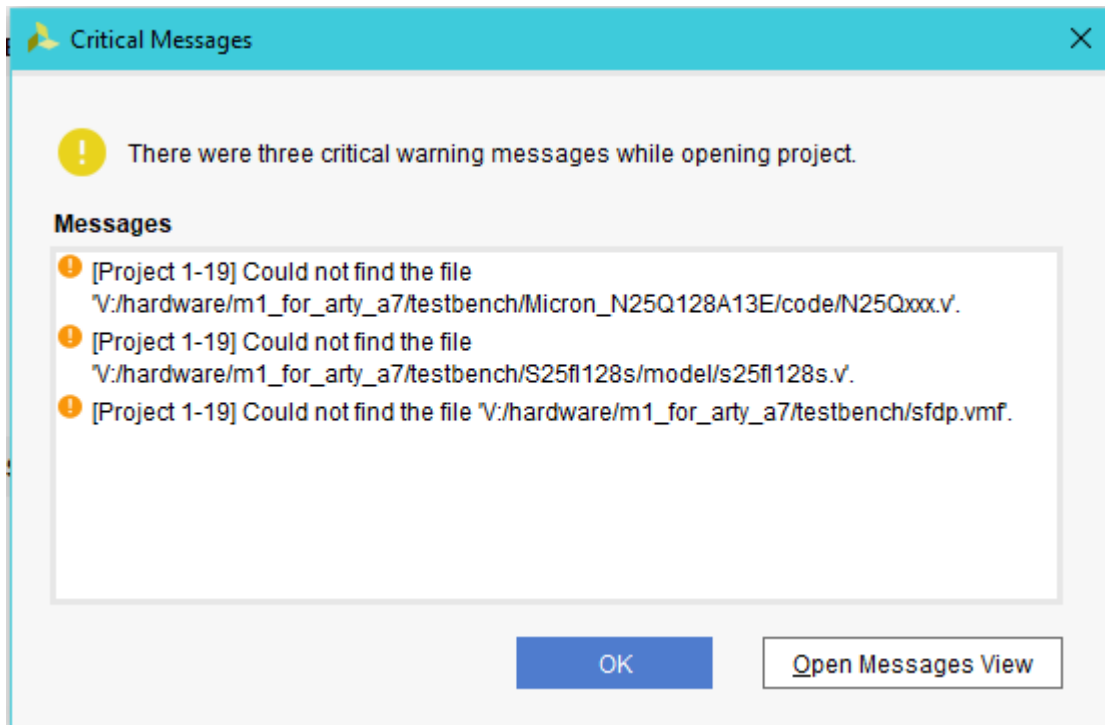 Critical Messages
There were three critical warning messages while opening project.
Messages
[Project 1-19] Could not find the file
'V:/hardware/m1_for_arty_a7/testbench/Micron_N25Q128A13E/code/N25Qxxx.v'.
[Project 1-19] Could not find the file
'V:/hardware/m1_for_arty_a7/testbench/S25fl128s/model/s25fl128s.v'.
[Project 1-19] Could not find the file 'V:/hardware/m1_for_arty_a7/testbench/sfdp.vmf'.
OK
Open Messages View